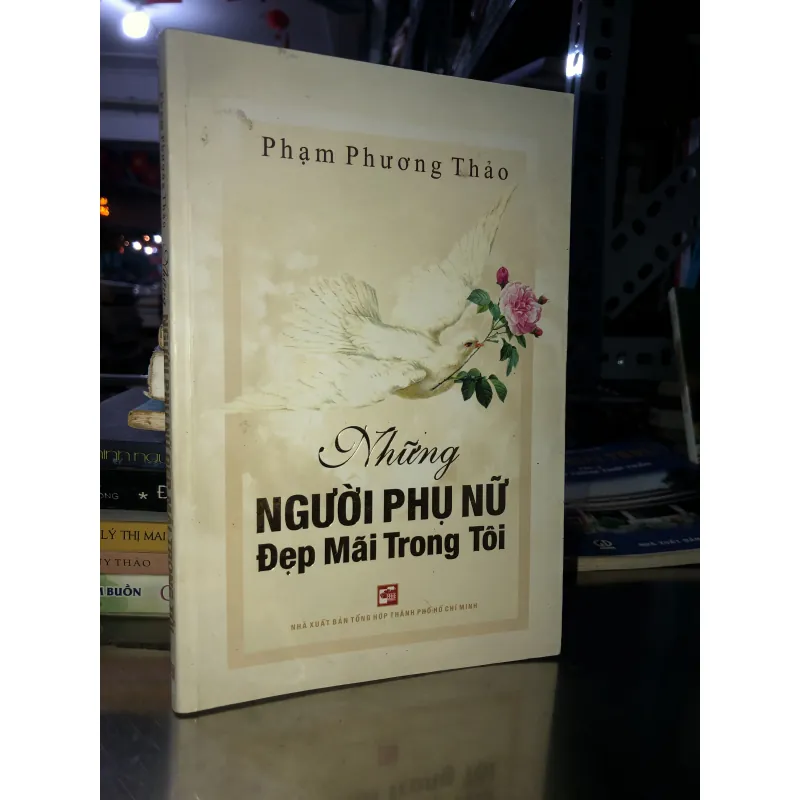 Phạm Phương Thảo
Những
NGƯỜI PHỤ NỮ
Đẹp Mãi Trong Tôi
NHÀ XUẤT BẢN TỔNG HỢP THÀNH PHỐ HỒ CHÍ MINH
LÝ THỊ MAI
Y THẢO
BUỒN